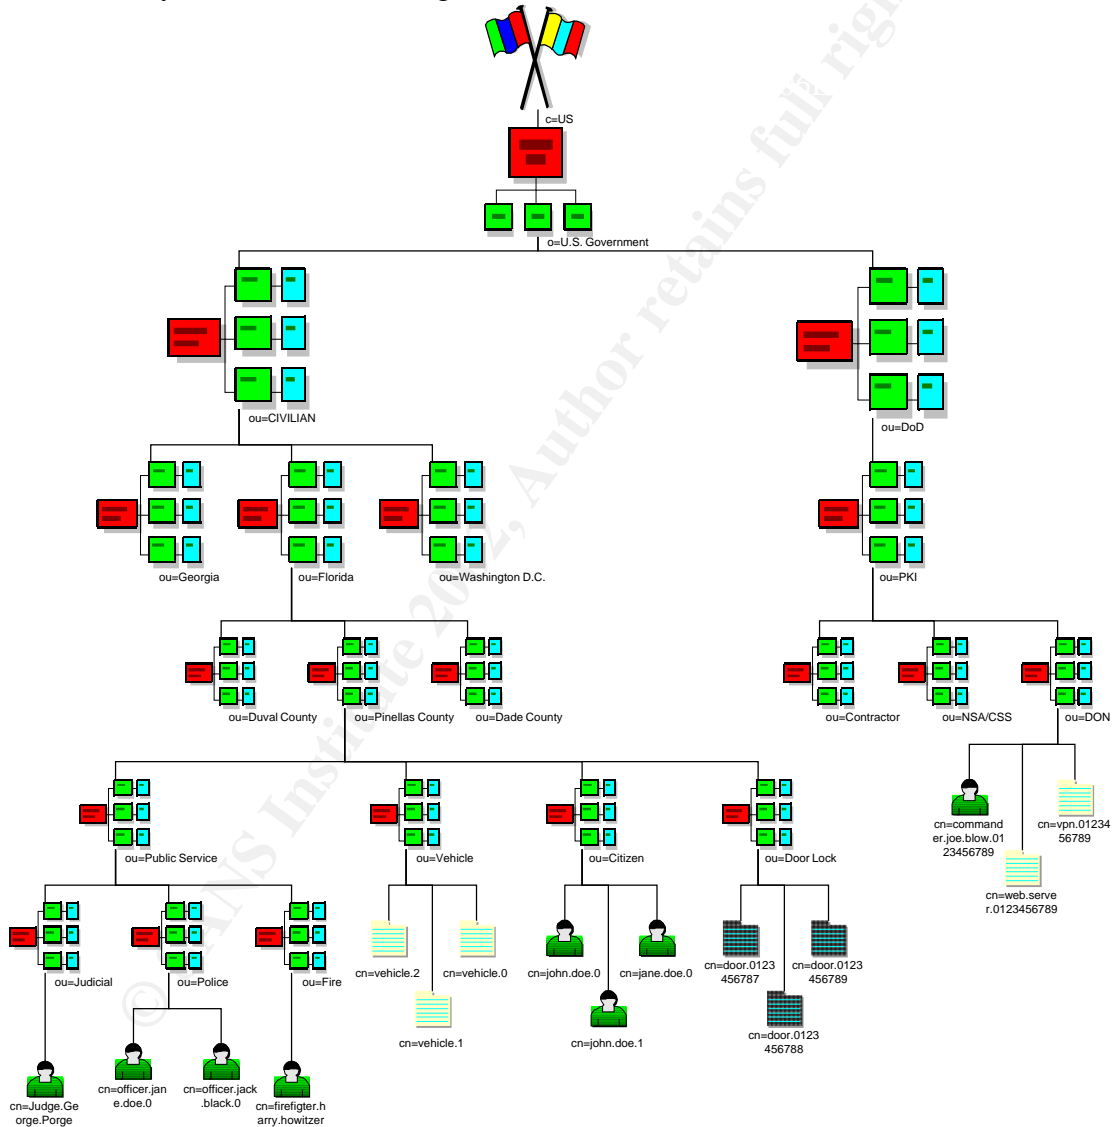 c=US
o=U.S. Government
ou=CIVILIAN
ou=DoD
ou=Georgia
ou=Florida
ou=Washington D.C.
ou=PKI
ou=Duval County
ou=Pinellas County
ou=Dade County
ou=Contractor
ou=NSA/CSS
ou=DON
cn=command
er.joe.blow.01
23456789
cn=vpn.01234
56789
cn=web.serve
r.0123456789
ou=Public Service
ou=Vehicle
ou=Citizen
ou=Door Lock
cn=vehicle.2
cn=vehicle.0
cn=vehicle.1
cn=john.doe.0
cn=jane.doe.0
cn=john.doe.1
cn=door.0123
456787
cn=door.0123
456789
cn=door.0123
456788
ou=Judicial
ou=Police
ou=Fire
cn=Judge.Ge
orge.Porge
cn=officer.jan
e.doe.0
cn=officer.jack
.black.0
cn=firefigter.h
arry.howitzer
Author retains full righ